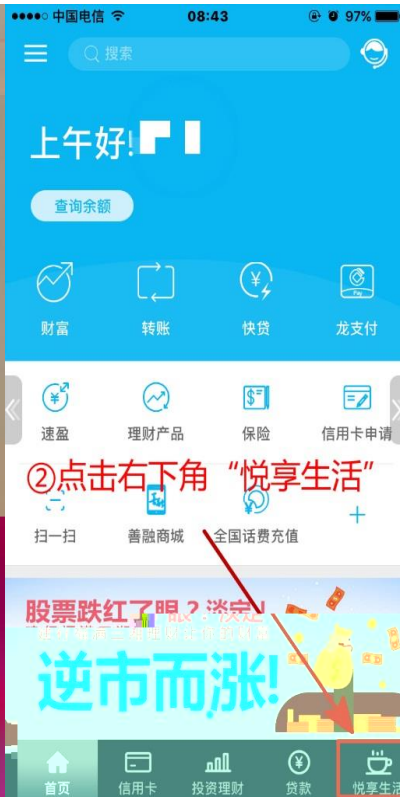 中国电信 08:43 97%
搜索
上午好!
查询余额
财富 转账 快贷 龙支付
速盈 理财产品 保险 信用卡申请
②点击右下角“悦享生活”
扫一扫 善融商城 全国话费充值
股票跌红了眼？淡定！
逆市而涨!
首页 信用卡 投资理财 贷款 悦享生活